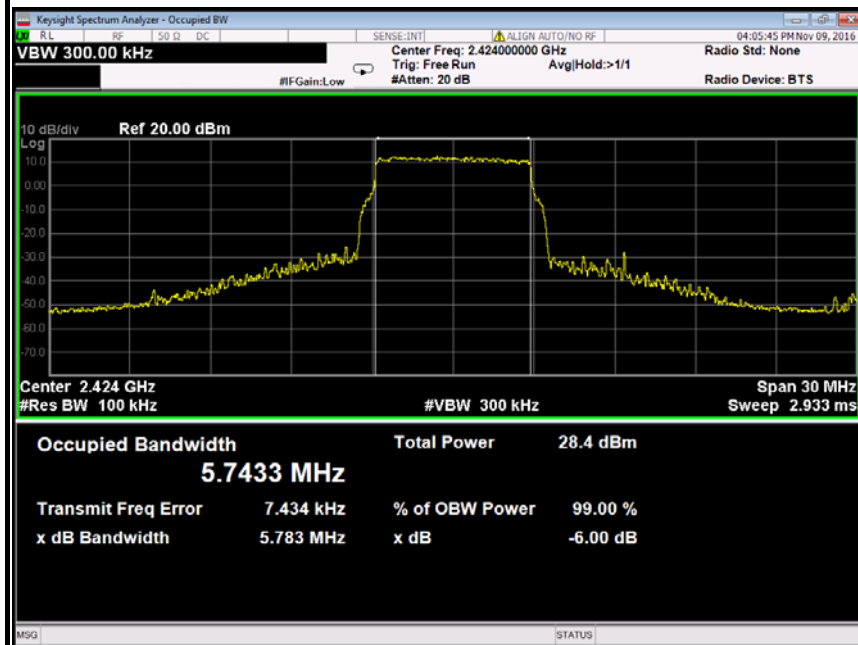 Keysight Spectrum Analyzer - Occupied BW
RL RF 50 Ω DC SENSE:INT ALIGN AUTO/NO RF 04:05:45 PM Nov 09, 2016
VBW 300.00 kHz Center Freq: 2.424000000 GHz Radio Std: None
Trig: Free Run Avg|Hold:>1/1
#IFGain:Low #Atten: 20 dB Radio Device: BTS
10 dB/div Ref 20.00 dBm
Log
10.0
0.00
-10.0
-20.0
-30.0
-40.0
-50.0
-60.0
-70.0
Center 2.424 GHz Span 30 MHz
#Res BW 100 kHz #VBW 300 kHz Sweep 2.933 ms
Occupied Bandwidth Total Power 28.4 dBm
5.7433 MHz
Transmit Freq Error 7.434 kHz % of OBW Power 99.00 %
x dB Bandwidth 5.783 MHz x dB -6.00 dB
MSG STATUS